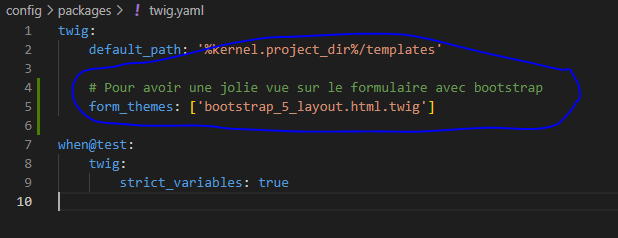 config > packages > ! twig.yaml
1 twig:
2 default_path: '%kernel.project_dir%/templates'
3
4 # Pour avoir une jolie vue sur le formulaire avec bootstrap
5 form_themes: ['bootstrap_5_layout.html.twig']
6
7 when@test:
8 twig:
9 strict_variables: true
10